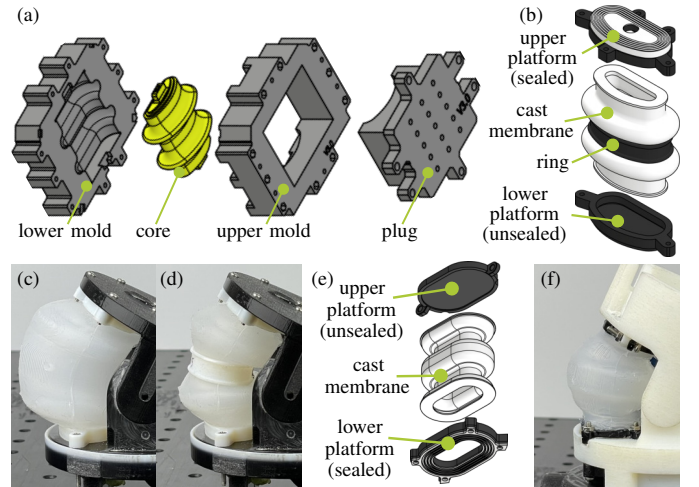 (a)
lower mold
core
upper mold
plug
(b)
upper
platform
(sealed)
cast
membrane
ring
lower
platform
(unsealed)
(c)
(d)
(e)
upper
platform
(unsealed)
cast
membrane
lower
platform
(sealed)
(f)